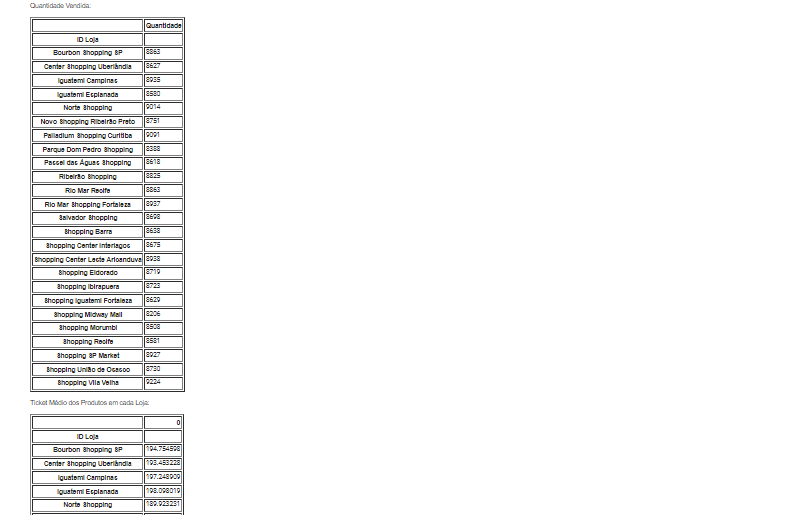 Quantidade Vendida:
Quantidade
ID Loja
Bourbon Shopping SP 8863
Center Shopping Uberlândia 8627
Iguatemi Campinas 8935
Iguatemi Esplanada 8580
Norte Shopping 9014
Novo Shopping Ribeirão Preto 8751
Palladium Shopping Curitiba 9091
Parque Dom Pedro Shopping 8388
Passei das Águas Shopping 8618
Ribeirão Shopping 8825
Rio Mar Recife 8863
Rio Mar Shopping Fortaleza 8937
Salvador Shopping 8698
Shopping Barra 8638
Shopping Center Interlagos 8675
Shopping Center Leste Aricanduva 8938
Shopping Eldorado 8719
Shopping Ibirapuera 8723
Shopping Iguatemi Fortaleza 8629
Shopping Midway Mall 8206
Shopping Morumbi 8508
Shopping Recife 8581
Shopping SP Market 8927
Shopping União de Osasco 8730
Shopping Vila Velha 9224
Ticket Médio dos Produtos em cada Loja:
0
ID Loja
Bourbon Shopping SP 194.754598
Center Shopping Uberlândia 193.453228
Iguatemi Campinas 197.248909
Iguatemi Esplanada 198.098019
Norte Shopping 189.923231